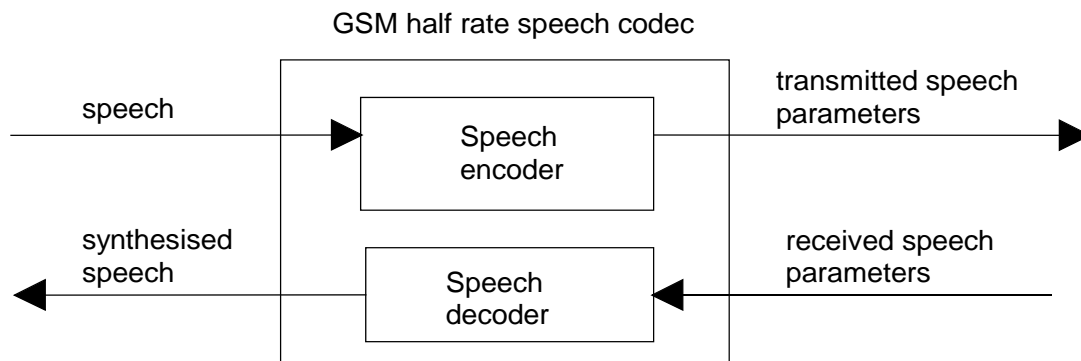 GSM half rate speech codec
speech
Speech
encoder
transmitted speech
parameters
synthesised
speech
Speech
decoder
received speech
parameters